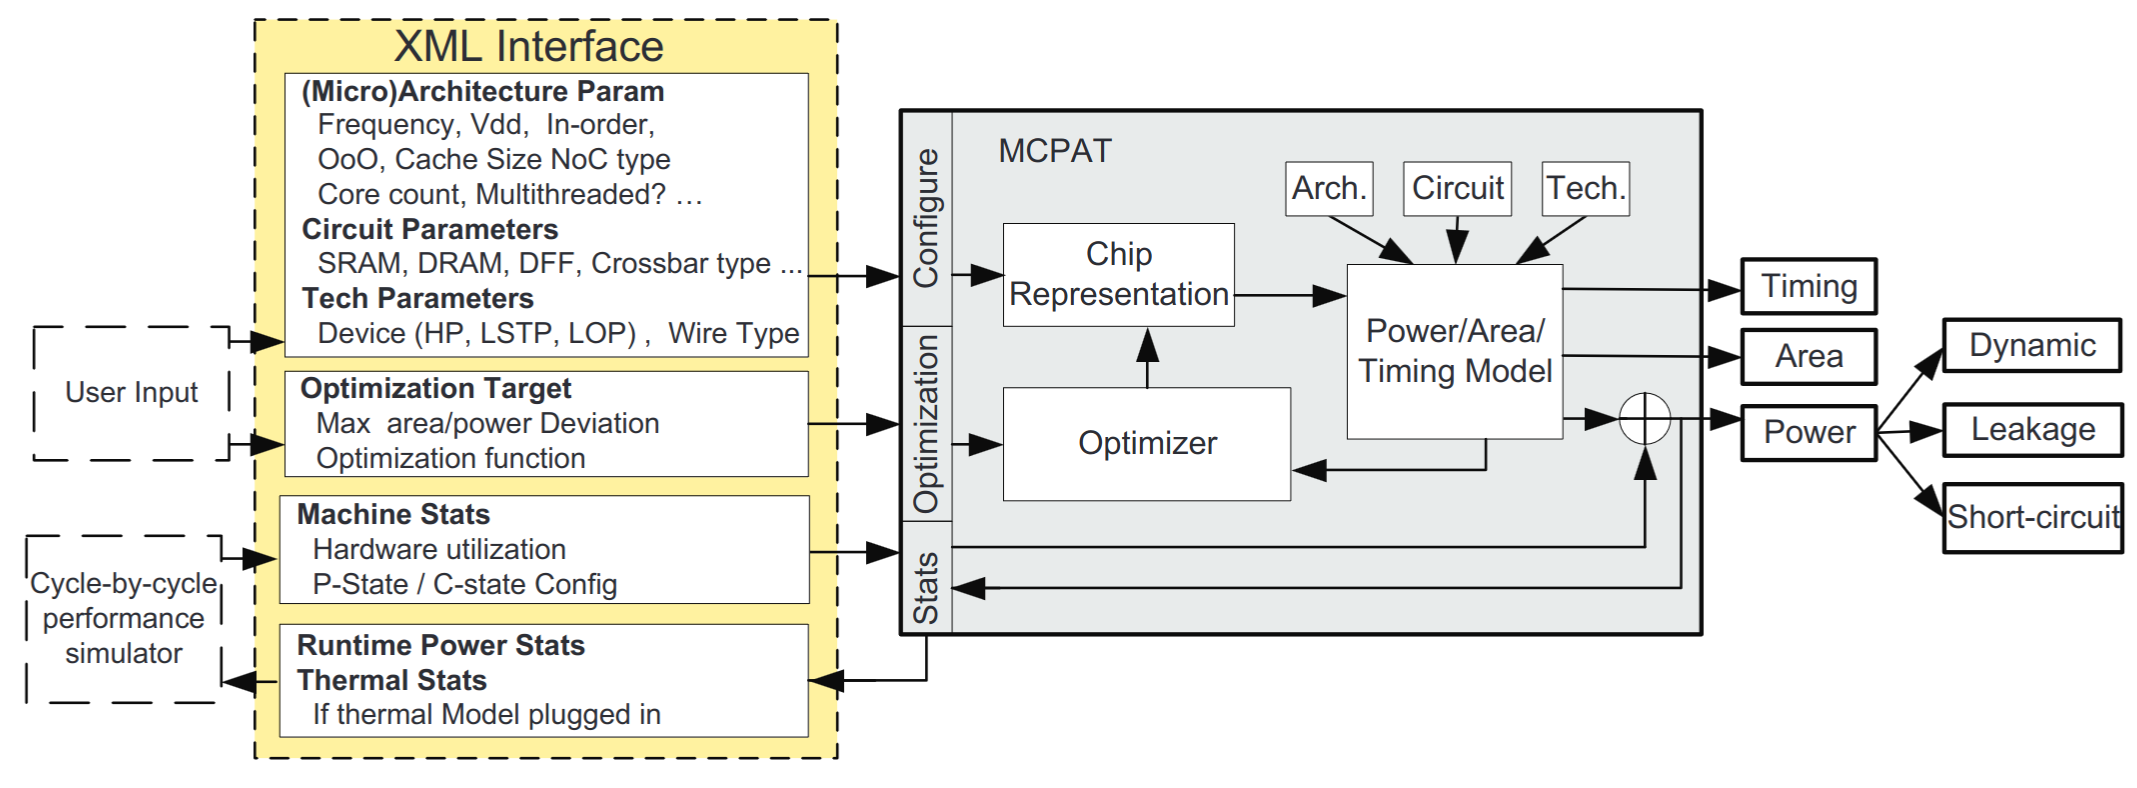 XML Interface
(Micro)Architecture Param
Frequency, Vdd, In-order,
OoO, Cache Size NoC type
Core count, Multithreaded? …
Circuit Parameters
SRAM, DRAM, DFF, Crossbar type ...
Tech Parameters
Device (HP, LSTP, LOP) , Wire Type
Optimization Target
Max area/power Deviation
Optimization function
Machine Stats
Hardware utilization
P-State / C-state Config
Runtime Power Stats
Thermal Stats
If thermal Model plugged in
User Input
Cycle-by-cycle
performance
simulator
Configure
Optimization
Stats
MCPAT
Chip
Representation
Optimizer
Arch.
Circuit
Tech.
Power/Area/
Timing Model
Timing
Area
Power
Dynamic
Leakage
Short-circuit